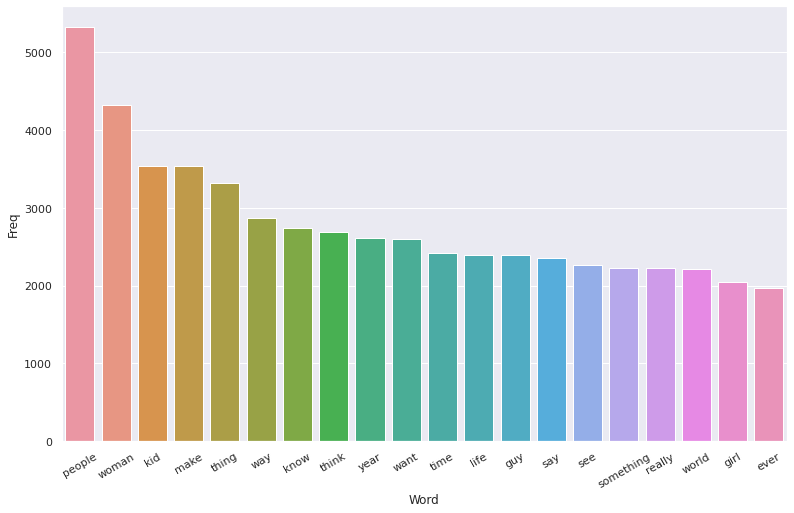 5000
4000
3000
2000
1000
0
Freq
people woman kid make thing way know think year want time life guy say see something really world girl ever
Word